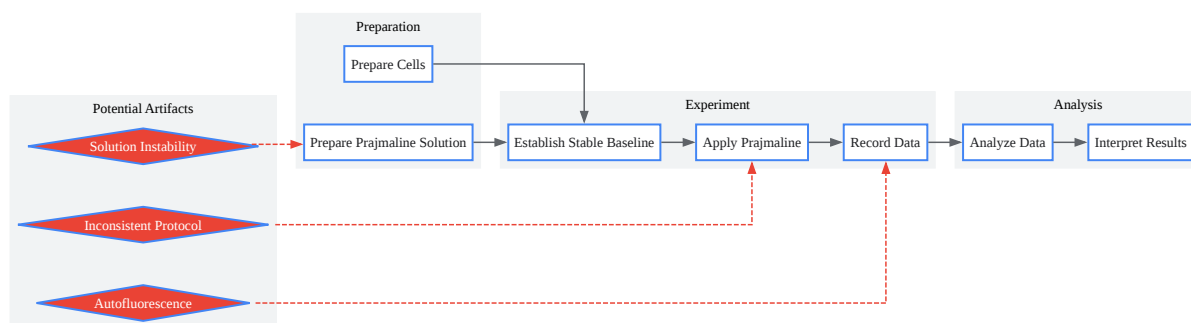 Preparation
Prepare Cells
Potential Artifacts
Experiment
Analysis
Solution Instability
Prepare Prajmaline Solution
Establish Stable Baseline
Apply Prajmaline
Record Data
Analyze Data
Interpret Results
Inconsistent Protocol
Autofluorescence